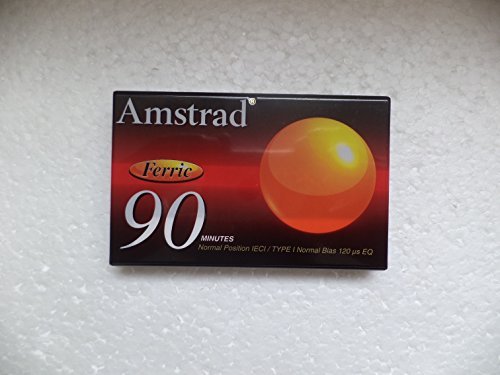 Amstrad®
Ferric
90 MINUTES
Normal Position IECI / TYPE I Normal Bias 120 µs EQ